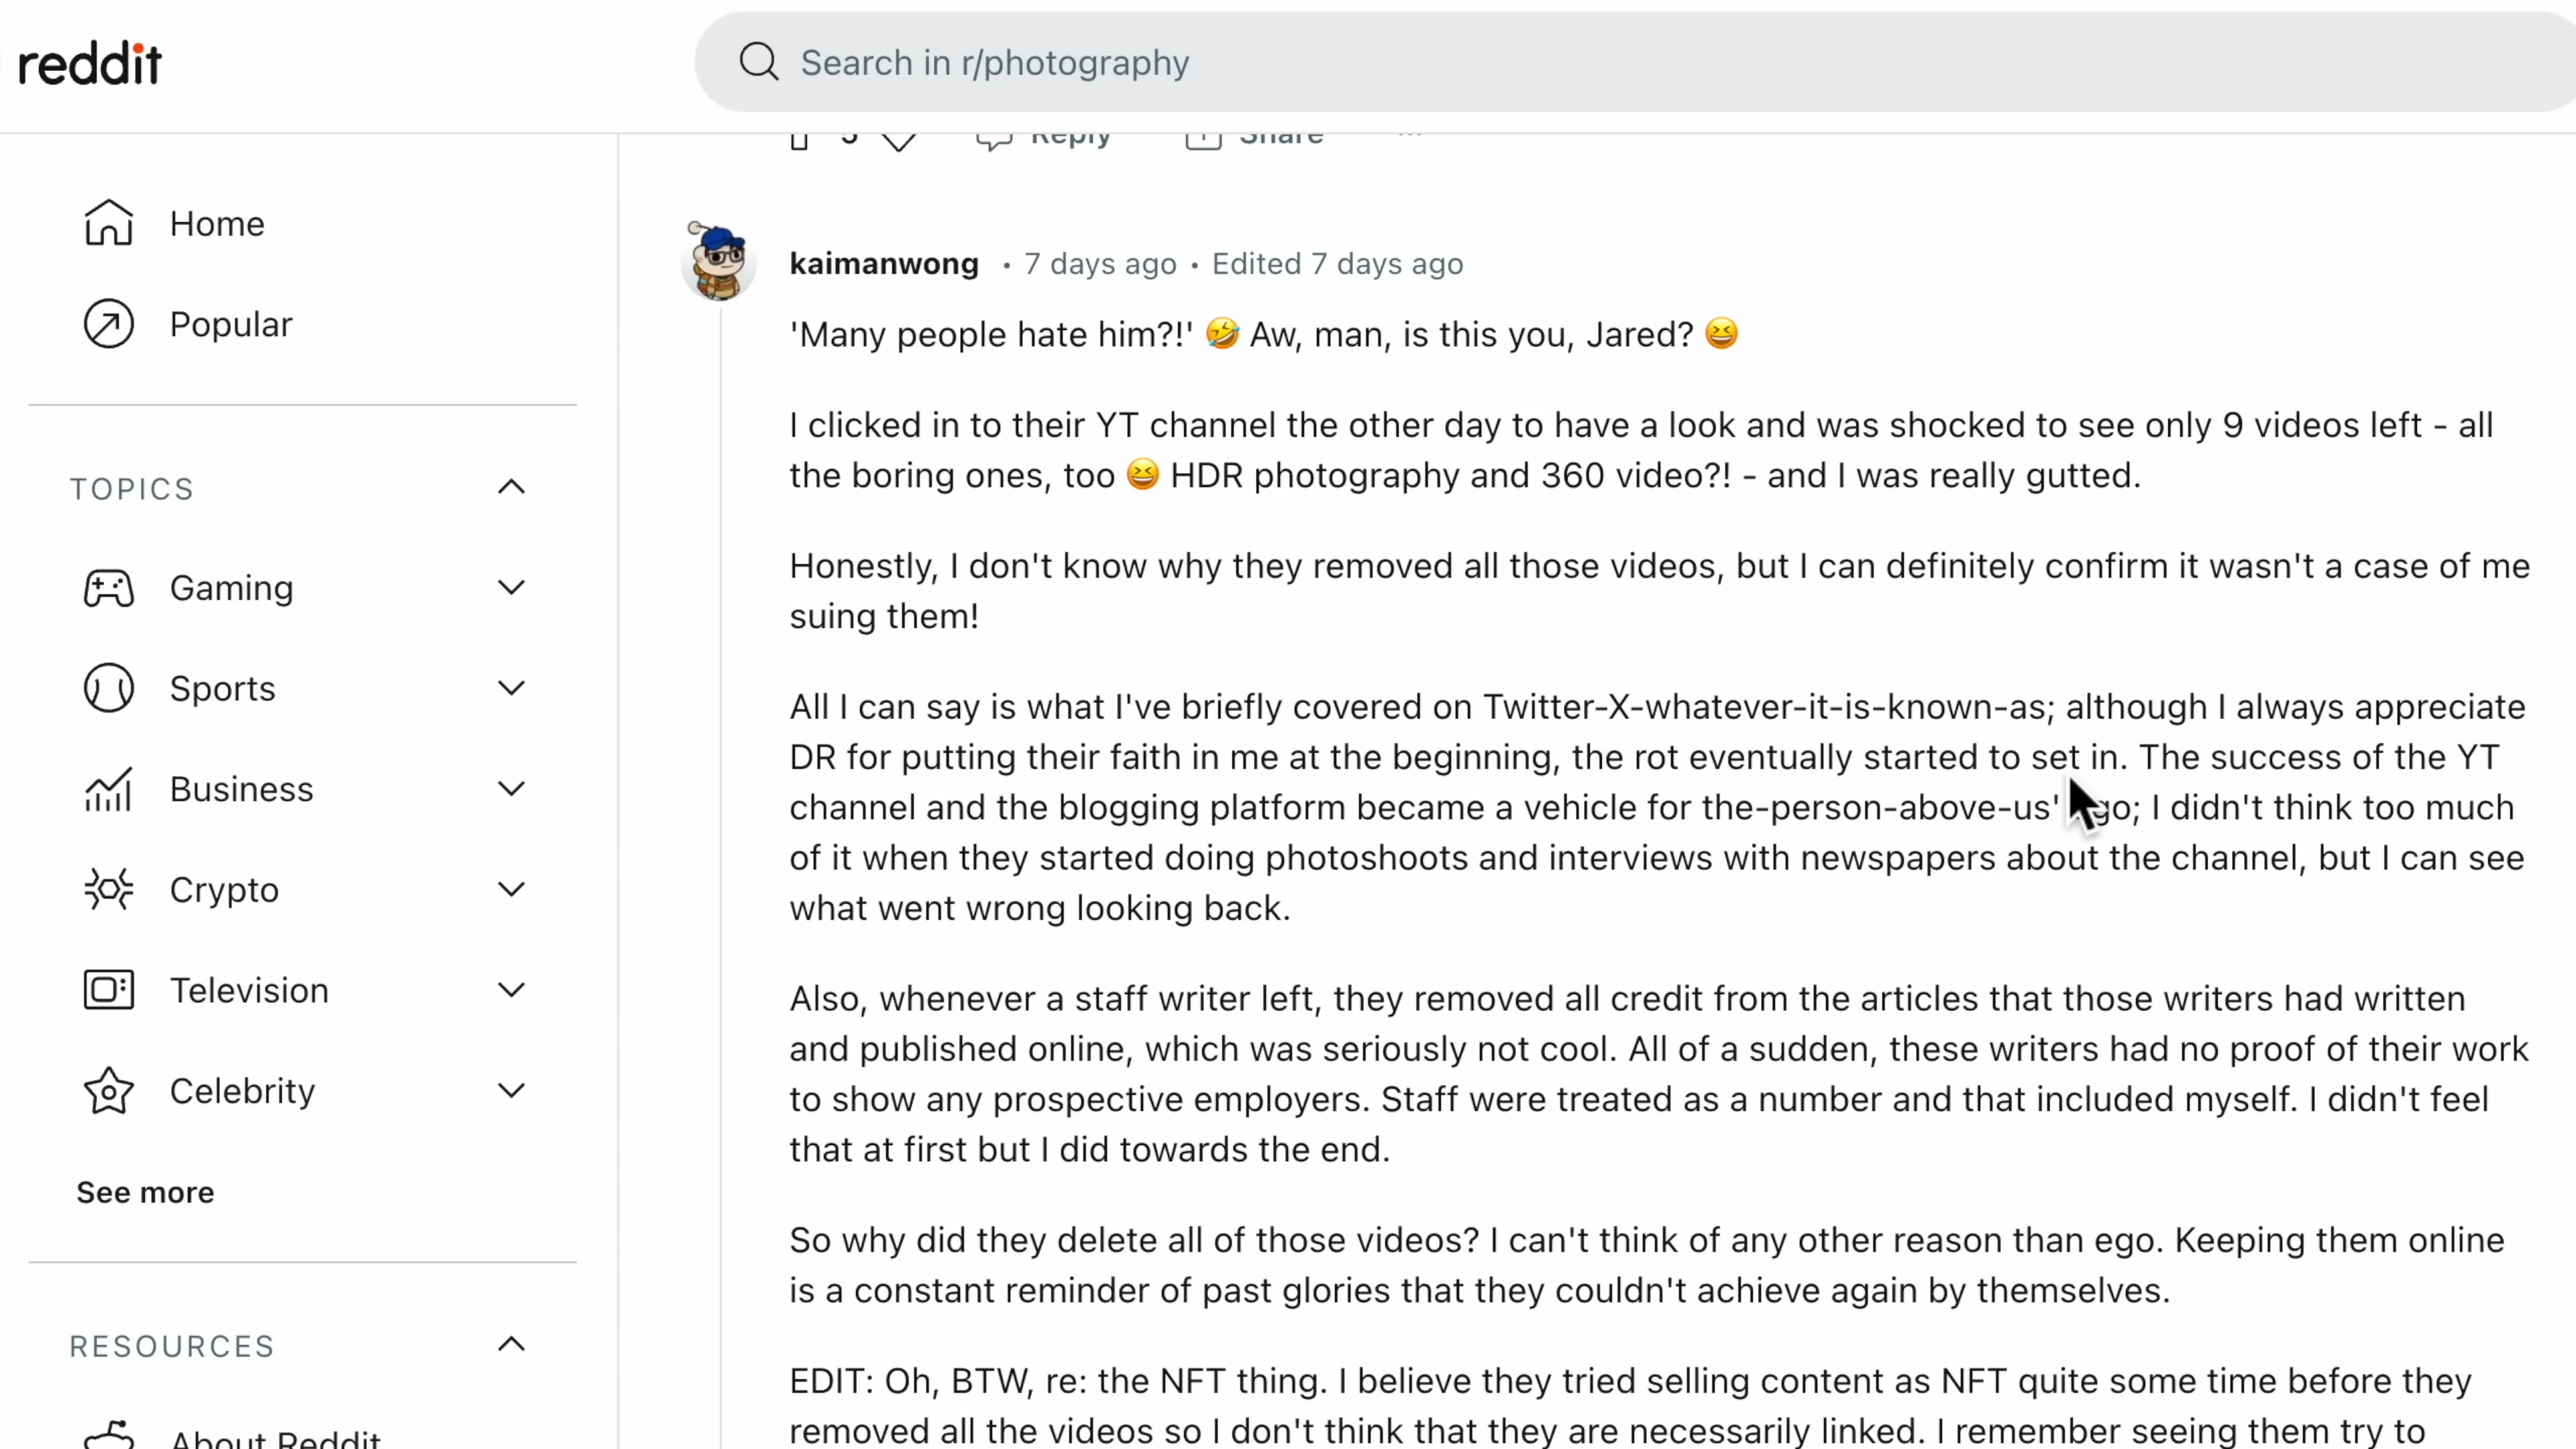 reddit
Search in r/photography
Reply
Share
Home
Popular
TOPICS
Gaming
Sports
Business
Crypto
Television
Celebrity
See more
RESOURCES
About Reddit
kaimanwong • 7 days ago • Edited 7 days ago
'Many people hate him?!' 🤣 Aw, man, is this you, Jared? 😆
I clicked in to their YT channel the other day to have a look and was shocked to see only 9 videos left - all
the boring ones, too 😆 HDR photography and 360 video?! - and I was really gutted.
Honestly, I don't know why they removed all those videos, but I can definitely confirm it wasn't a case of me
suing them!
All I can say is what I've briefly covered on Twitter-X-whatever-it-is-known-as; although I always appreciate
DR for putting their faith in me at the beginning, the rot eventually started to set in. The success of the YT
channel and the blogging platform became a vehicle for the-person-above-us' go; I didn't think too much
of it when they started doing photoshoots and interviews with newspapers about the channel, but I can see
what went wrong looking back.
Also, whenever a staff writer left, they removed all credit from the articles that those writers had written
and published online, which was seriously not cool. All of a sudden, these writers had no proof of their work
to show any prospective employers. Staff were treated as a number and that included myself. I didn't feel
that at first but I did towards the end.
So why did they delete all of those videos? I can't think of any other reason than ego. Keeping them online
is a constant reminder of past glories that they couldn't achieve again by themselves.
EDIT: Oh, BTW, re: the NFT thing. I believe they tried selling content as NFT quite some time before they
removed all the videos so I don't think that they are necessarily linked. I remember seeing them try to